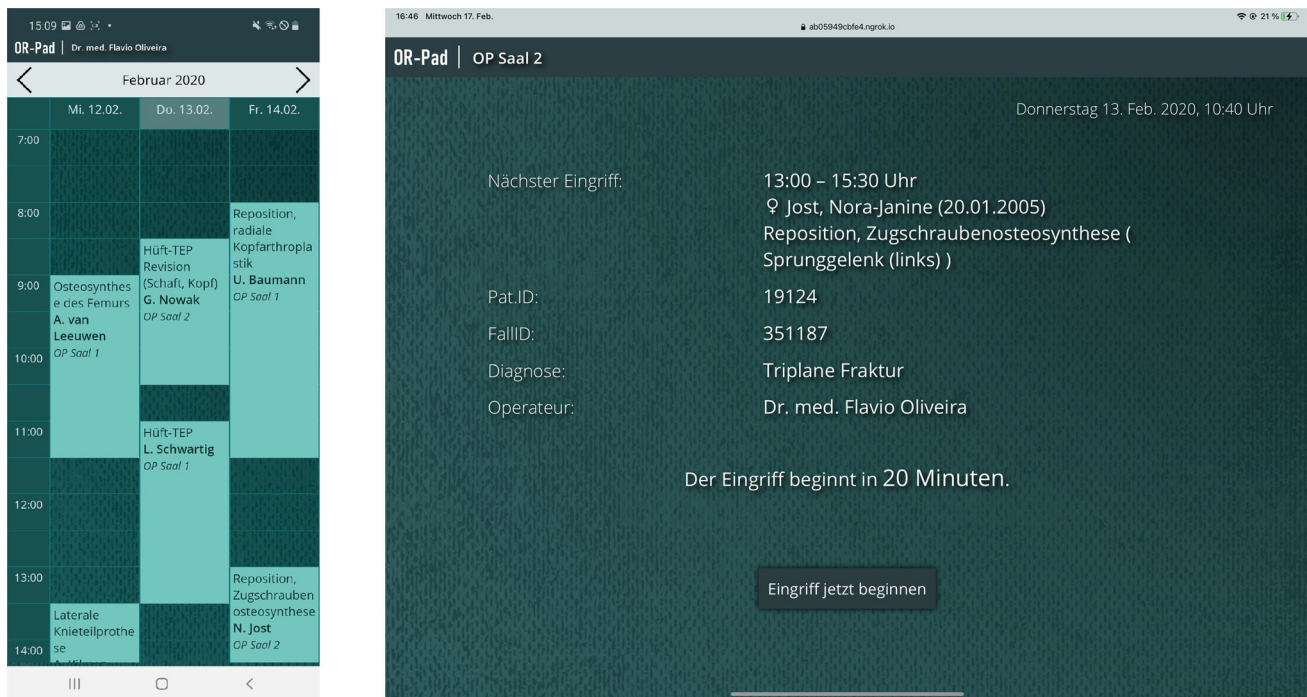 15:09
OR-Pad | Dr. med. Flavio Oliveira
Februar 2020
Mi. 12.02. Do. 13.02. Fr. 14.02.
7:00
8:00
9:00
10:00
11:00
12:00
13:00
14:00
Osteosynthes
e des Femurs
A. van
Leeuwen
OP Saal 1
Laterale
Knieteilprothe
se
Hüft-TEP
Revision
(Schaft, Kopf)
G. Nowak
OP Saal 2
Hüft-TEP
L. Schwartig
OP Saal 1
Reposition,
radiale
Kopfarthropla
stik
U. Baumann
OP Saal 1
Reposition,
Zugschrauben
osteosynthese
N. Jost
OP Saal 2
16:46 Mittwoch 17. Feb.
ab05949cbfe4.ngrok.io
21 %
OR-Pad | OP Saal 2
Donnerstag 13. Feb. 2020, 10:40 Uhr
Nächster Eingriff: 13:00 – 15:30 Uhr
♀ Jost, Nora-Janine (20.01.2005)
Reposition, Zugschraubenosteosynthese (
Sprunggelenk (links) )
Pat.ID: 19124
FallID: 351187
Diagnose: Triplane Fraktur
Operateur: Dr. med. Flavio Oliveira
Der Eingriff beginnt in 20 Minuten.
Eingriff jetzt beginnen